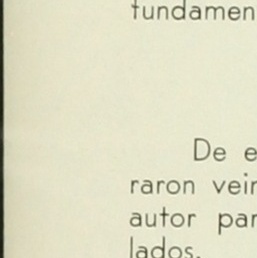 fundamen
De e
raron vein
autor par
lados.